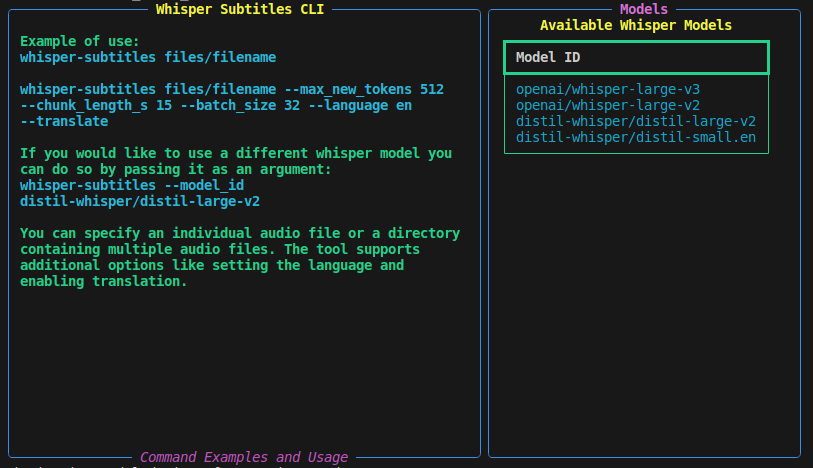 Whisper Subtitles CLI
Example of use:
whisper-subtitles files/filename
whisper-subtitles files/filename --max_new_tokens 512
--chunk_length_s 15 --batch_size 32 --language en
--translate
If you would like to use a different whisper model you
can do so by passing it as an argument:
whisper-subtitles --model_id
distil-whisper/distil-large-v2
You can specify an individual audio file or a directory
containing multiple audio files. The tool supports
additional options like setting the language and
enabling translation.
Command Examples and Usage
Models
Available Whisper Models
Model ID
openai/whisper-large-v3
openai/whisper-large-v2
distil-whisper/distil-large-v2
distil-whisper/distil-small.en